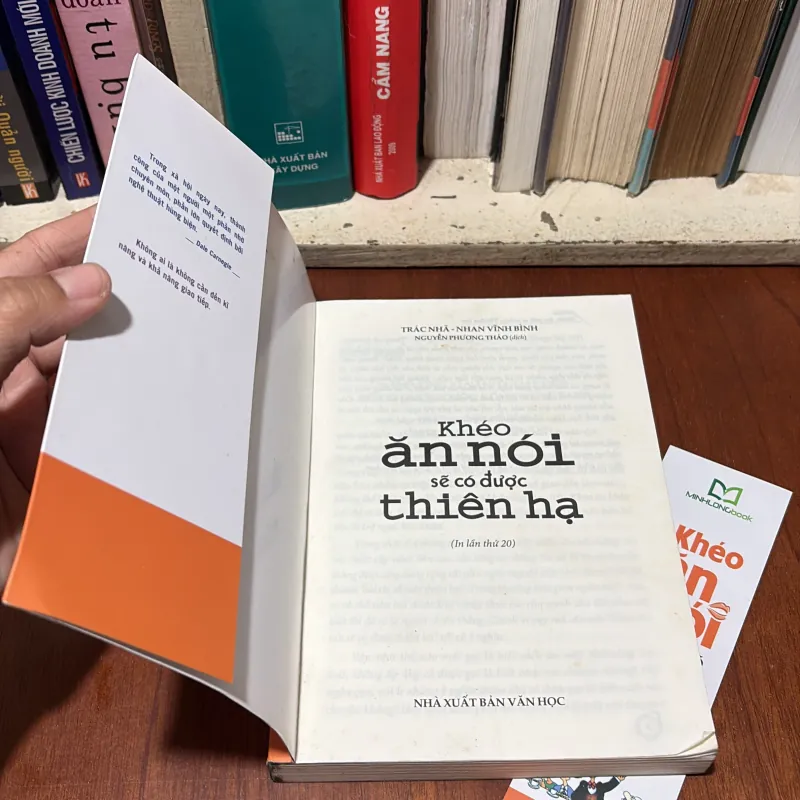 Quản người
CHIẾN LƯỢC KINH DOANH MỚI
đoán
NHÀ XUẤT BẢN
XÂY DỰNG
CẨM NANG
NHÀ XUẤT BẢN LAO ĐỘNG
Trong xã hội ngày nay, thành
công của một người một phần nhờ
chuyên môn, phần lớn quyết định bởi
nghệ thuật hùng biện.
— Dale Carnegie —
Không ai là không cần đến kĩ
năng và khả năng giao tiếp.
TRÁC NHÃ - NHAN VĨNH BÌNH
NGUYỄN PHƯƠNG THẢO (dịch)
Khéo
ăn nói
sẽ có được
thiên hạ
(In lần thứ 20)
NHÀ XUẤT BẢN VĂN HỌC
MINHLONGbook
Khéo